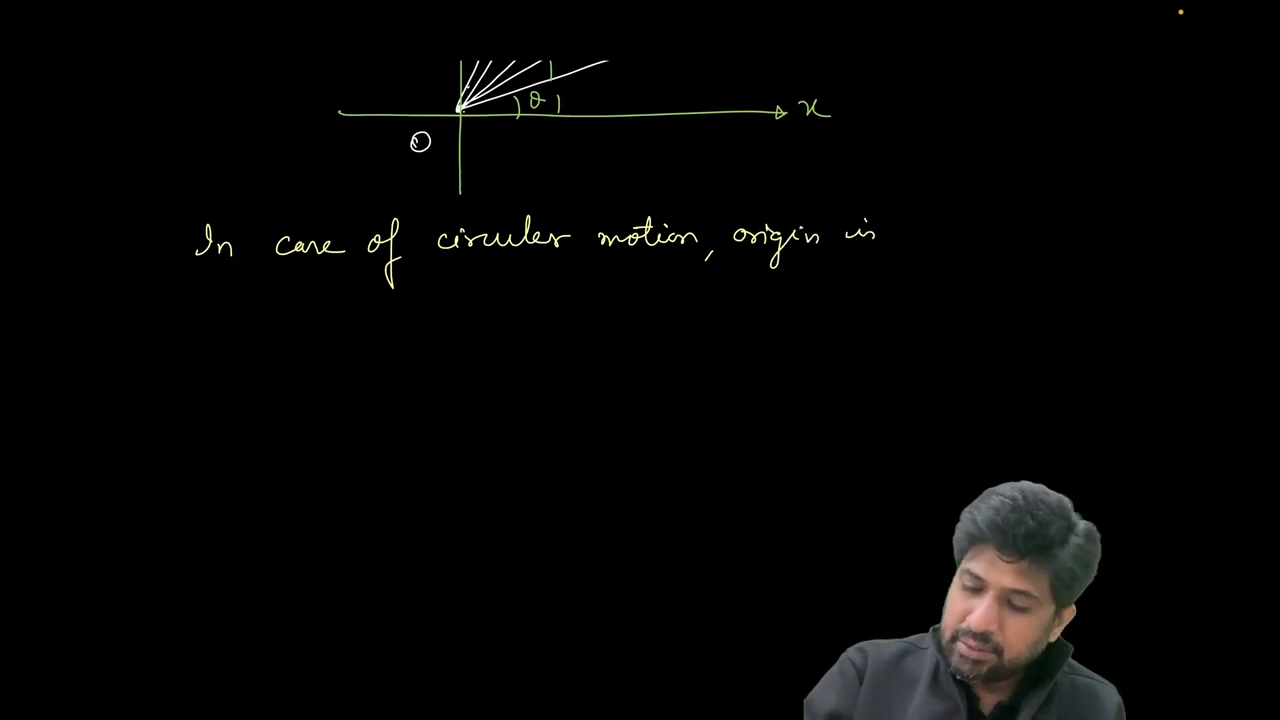 θ x
O
In case of circular motion, origin is